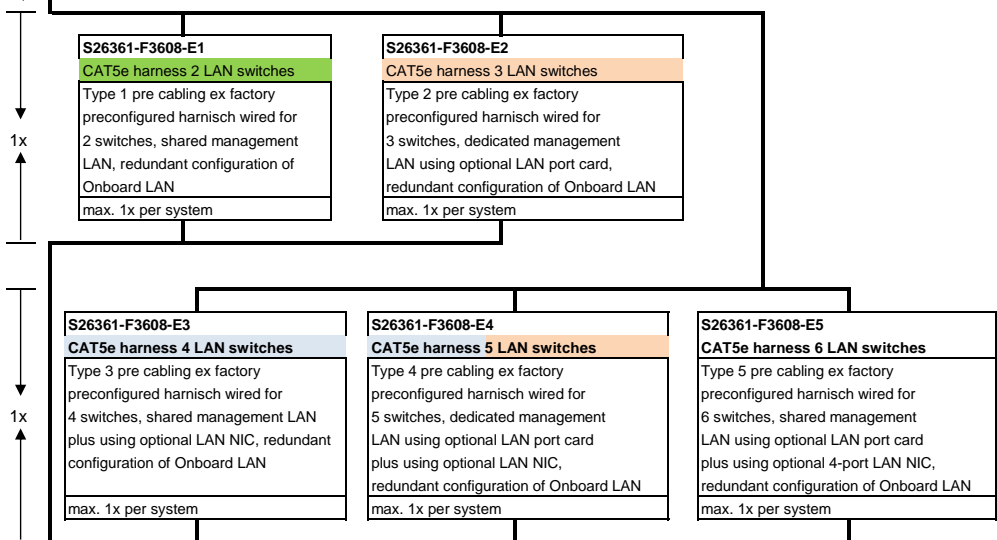 1x
S26361-F3608-E1
CAT5e harness 2 LAN switches
Type 1 pre cabling ex factory
preconfigured harnisch wired for
2 switches, shared management
LAN, redundant configuration of
Onboard LAN
max. 1x per system
S26361-F3608-E2
CAT5e harness 3 LAN switches
Type 2 pre cabling ex factory
preconfigured harnisch wired for
3 switches, dedicated management
LAN using optional LAN port card,
redundant configuration of Onboard LAN
max. 1x per system
1x
S26361-F3608-E3
CAT5e harness 4 LAN switches
Type 3 pre cabling ex factory
preconfigured harnisch wired for
4 switches, shared management LAN
plus using optional LAN NIC, redundant
configuration of Onboard LAN
max. 1x per system
S26361-F3608-E4
CAT5e harness 5 LAN switches
Type 4 pre cabling ex factory
preconfigured harnisch wired for
5 switches, dedicated management
LAN using optional LAN port card
plus using optional LAN NIC,
redundant configuration of Onboard LAN
max. 1x per system
S26361-F3608-E5
CAT5e harness 6 LAN switches
Type 5 pre cabling ex factory
preconfigured harnisch wired for
6 switches, shared management
LAN using optional LAN port card
plus using optional 4-port LAN NIC,
redundant configuration of Onboard LAN
max. 1x per system